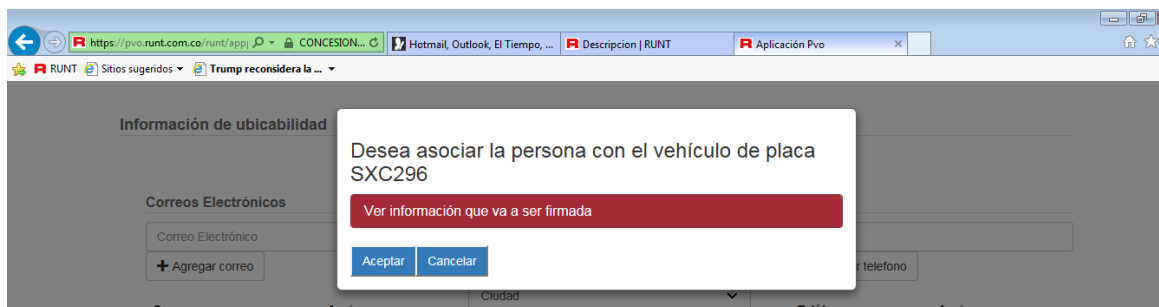 https://pvo.runt.com.co/runt/app CONCESION... Hotmail, Outlook, El Tiempo, ... Descripcion | RUNT Aplicación Pvo
RUNT Sitios sugeridos Trump reconsidera la ...
Información de ubicabilidad
Desea asociar la persona con el vehículo de placa
SXC296
Correos Electrónicos
Ver información que va a ser firmada
Correo Electrónico
Agregar correo
Aceptar Cancelar
telefono
Ciudad